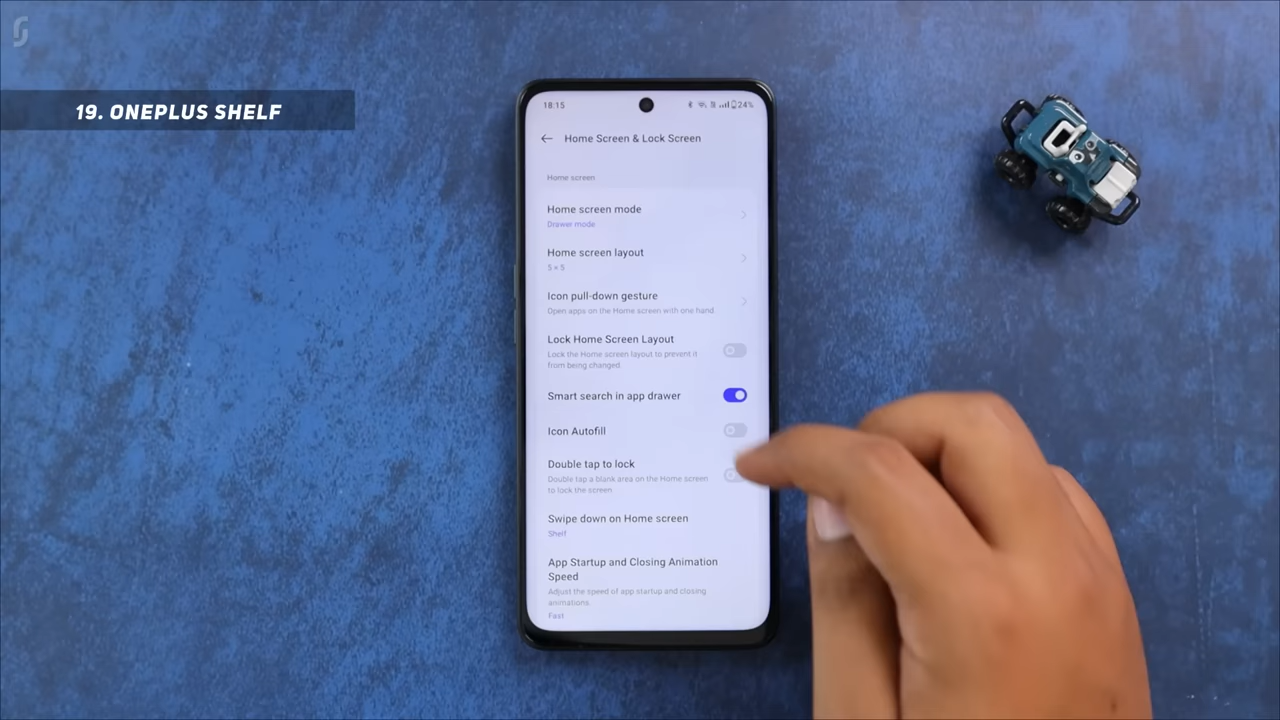 19. ONEPLUS SHELF
18:15
24%
Home Screen & Lock Screen
Home screen
Home screen mode
Drawer mode
Home screen layout
5 × 5
Icon pull-down gesture
Open apps on the Home screen with one hand
Lock Home Screen Layout
Lock the Home screen layout to prevent it
from being changed.
Smart search in app drawer
Icon Autofill
Double tap to lock
Double tap a blank area on the Home screen
to lock the screen
Swipe down on Home screen
Shelf
App Startup and Closing Animation
Speed
Adjust the speed of app startup and closing
animations.
Fast